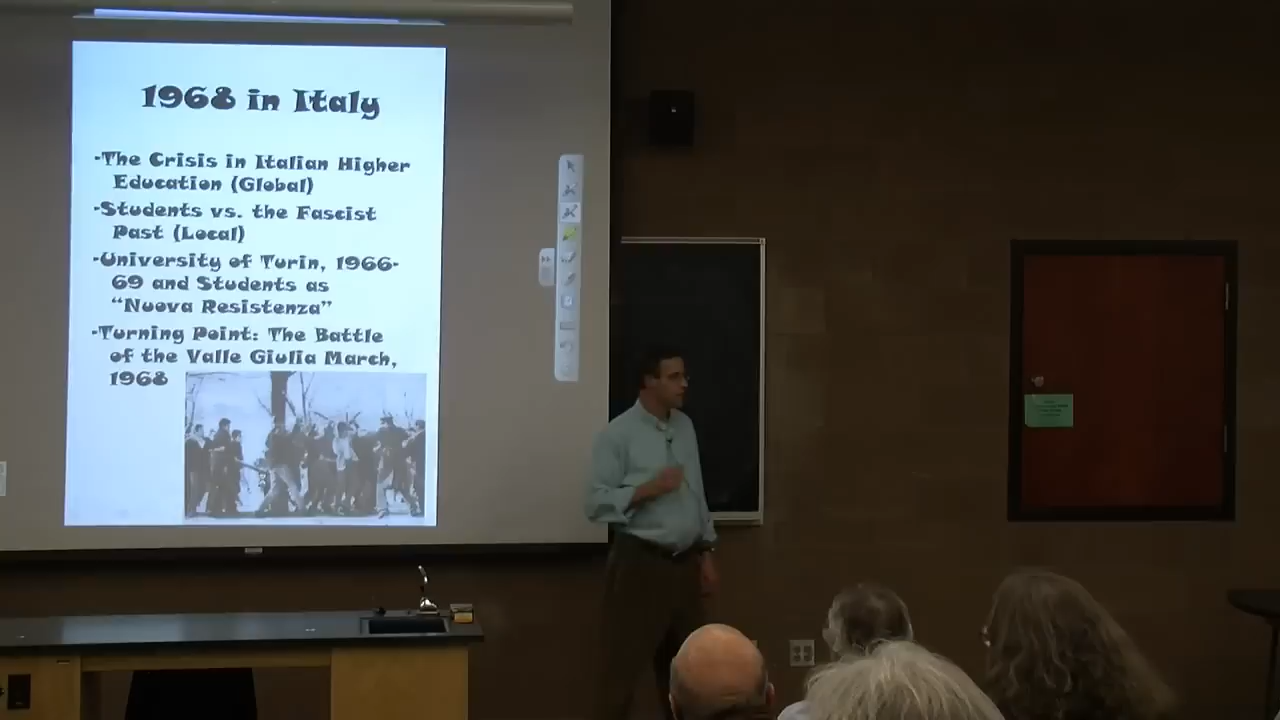 1968 in Italy
-The Crisis in Italian Higher
Education (Global)
-Students vs. the Fascist
Past (Local)
-University of Turin, 1966-
69 and Students as
“Nuova Resistenza”
-Turning Point: The Battle
of the Valle Giulia March,
1968